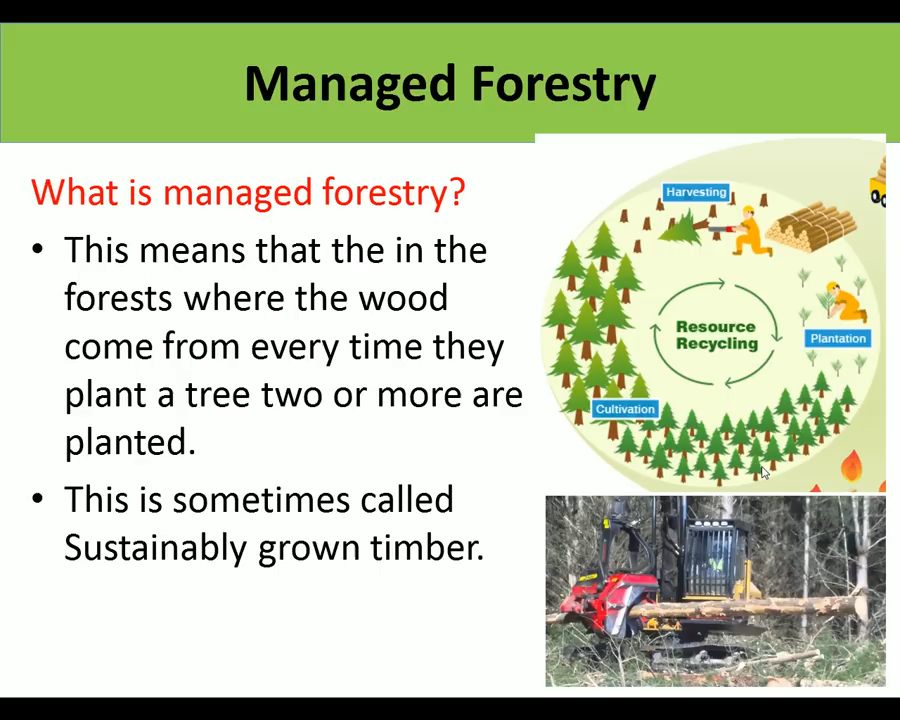 Managed Forestry
What is managed forestry?
• This means that the in the
forests where the wood
come from every time they
plant a tree two or more are
planted.
• This is sometimes called
Sustainably grown timber.
Harvesting
Resource
Recycling
Plantation
Cultivation